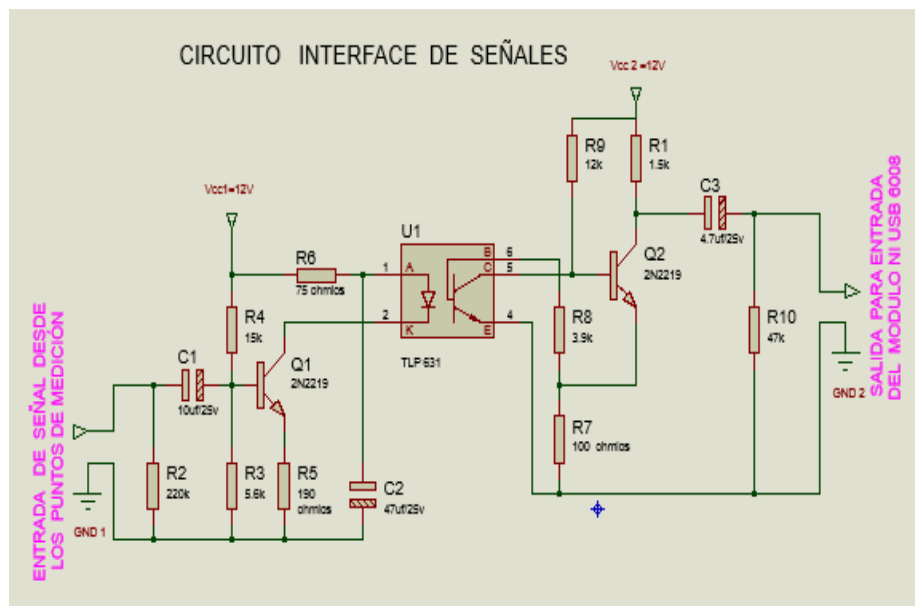 CIRCUITO INTERFACE DE SEÑALES
Vcc 2 =12V
R9
12k
R1
1.5k
C3
4.7uf/25v
Vcc1=12V
U1
R6
75 ohmios
1
A
2
K
B
6
C
5
E
4
TLP 631
Q2
2N2219
R4
15k
R8
3.9k
R10
47k
C1
10uf/25v
Q1
2N2219
R7
100 ohmios
R2
220k
R3
5.6k
R5
190
ohmios
C2
47uf/25v
GND 1
GND 2
ENTRADA DE SEÑAL DESDE
LOS PUNTOS DE MEDICIÓN
SALIDA PARA ENTRADA
DEL MODULO NI USB 6008